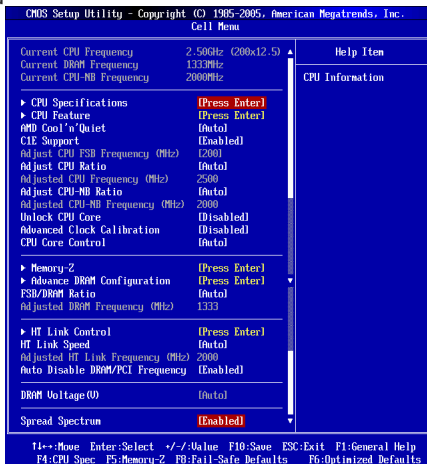 CMOS Setup Utility - Copyright (C) 1985-2005, American Megatrends, Inc.
Cell Menu
Current CPU Frequency 2.50GHz (200x12.5)
Current DRAM Frequency 1333MHz
Current CPU-NB Frequency 2000MHz
Help Item
CPU Information
▶ CPU Specifications [Press Enter]
▶ CPU Feature [Press Enter]
AMD Cool'n'Quiet [Auto]
C1E Support [Enabled]
Adjust CPU FSB Frequency (MHz) [200]
Adjust CPU Ratio [Auto]
Adjusted CPU Frequency (MHz) 2500
Adjust CPU-NB Ratio [Auto]
Adjusted CPU-NB Frequency (MHz) 2000
Unlock CPU Core [Disabled]
Advanced Clock Calibration [Disabled]
CPU Core Control [Auto]
▶ Memory-Z [Press Enter]
▶ Advance DRAM Configuration [Press Enter]
FSB/DRAM Ratio [Auto]
Adjusted DRAM Frequency (MHz) 1333
▶ HT Link Control [Press Enter]
HT Link Speed [Auto]
Adjusted HT Link Frequency (MHz) 2000
Auto Disable DRAM/PCI Frequency [Enabled]
DRAM Voltage(V) [Auto]
Spread Spectrum [Enabled]
↑↓←→:Move Enter:Select +/-/:Value F10:Save ESC:Exit F1:General Help
F4:CPU Spec F5:Memory-Z F8:Fail-Safe Defaults F6:Optimized Defaults